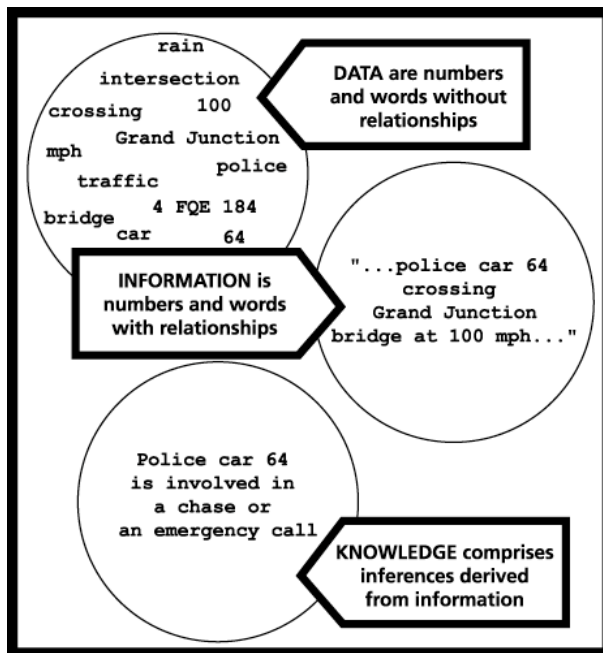 rain
intersection
crossing 100
Grand Junction
mph
police
traffic
4 FQE 184
bridge
car 64
DATA are numbers
and words without
relationships
INFORMATION is
numbers and words
with relationships
"...police car 64
crossing
Grand Junction
bridge at 100 mph..."
Police car 64
is involved in
a chase or
an emergency call
KNOWLEDGE comprises
inferences derived
from information